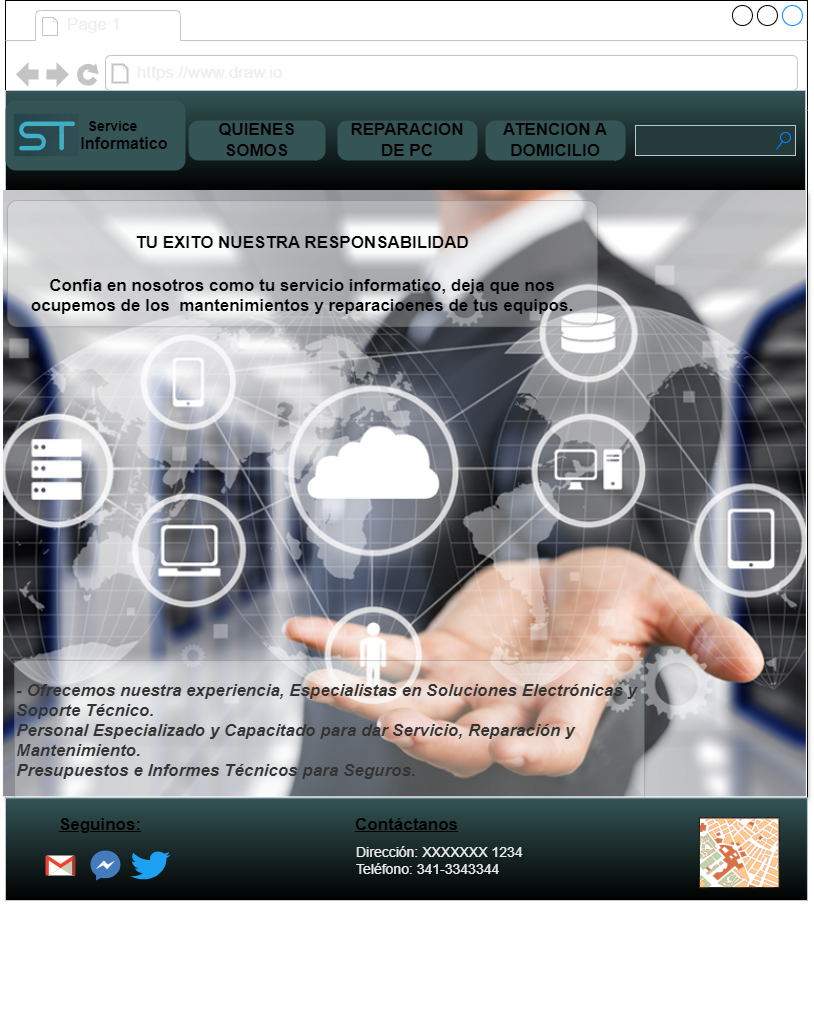 Page 1
https://www.draw.io
ST
Service
Informatico
QUIENES
SOMOS
REPARACION
DE PC
ATENCION A
DOMICILIO
TU EXITO NUESTRA RESPONSABILIDAD
Confia en nosotros como tu servicio informatico, deja que nos
ocupemos de los mantenimientos y reparacioenes de tus equipos.
- Ofrecemos nuestra experiencia, Especialistas en Soluciones Electrónicas y
Soporte Técnico.
Personal Especializado y Capacitado para dar Servicio, Reparación y
Mantenimiento.
Presupuestos e Informes Técnicos para Seguros.
Seguinos:
Contáctanos
Dirección: XXXXXXX 1234
Teléfono: 341-3343344